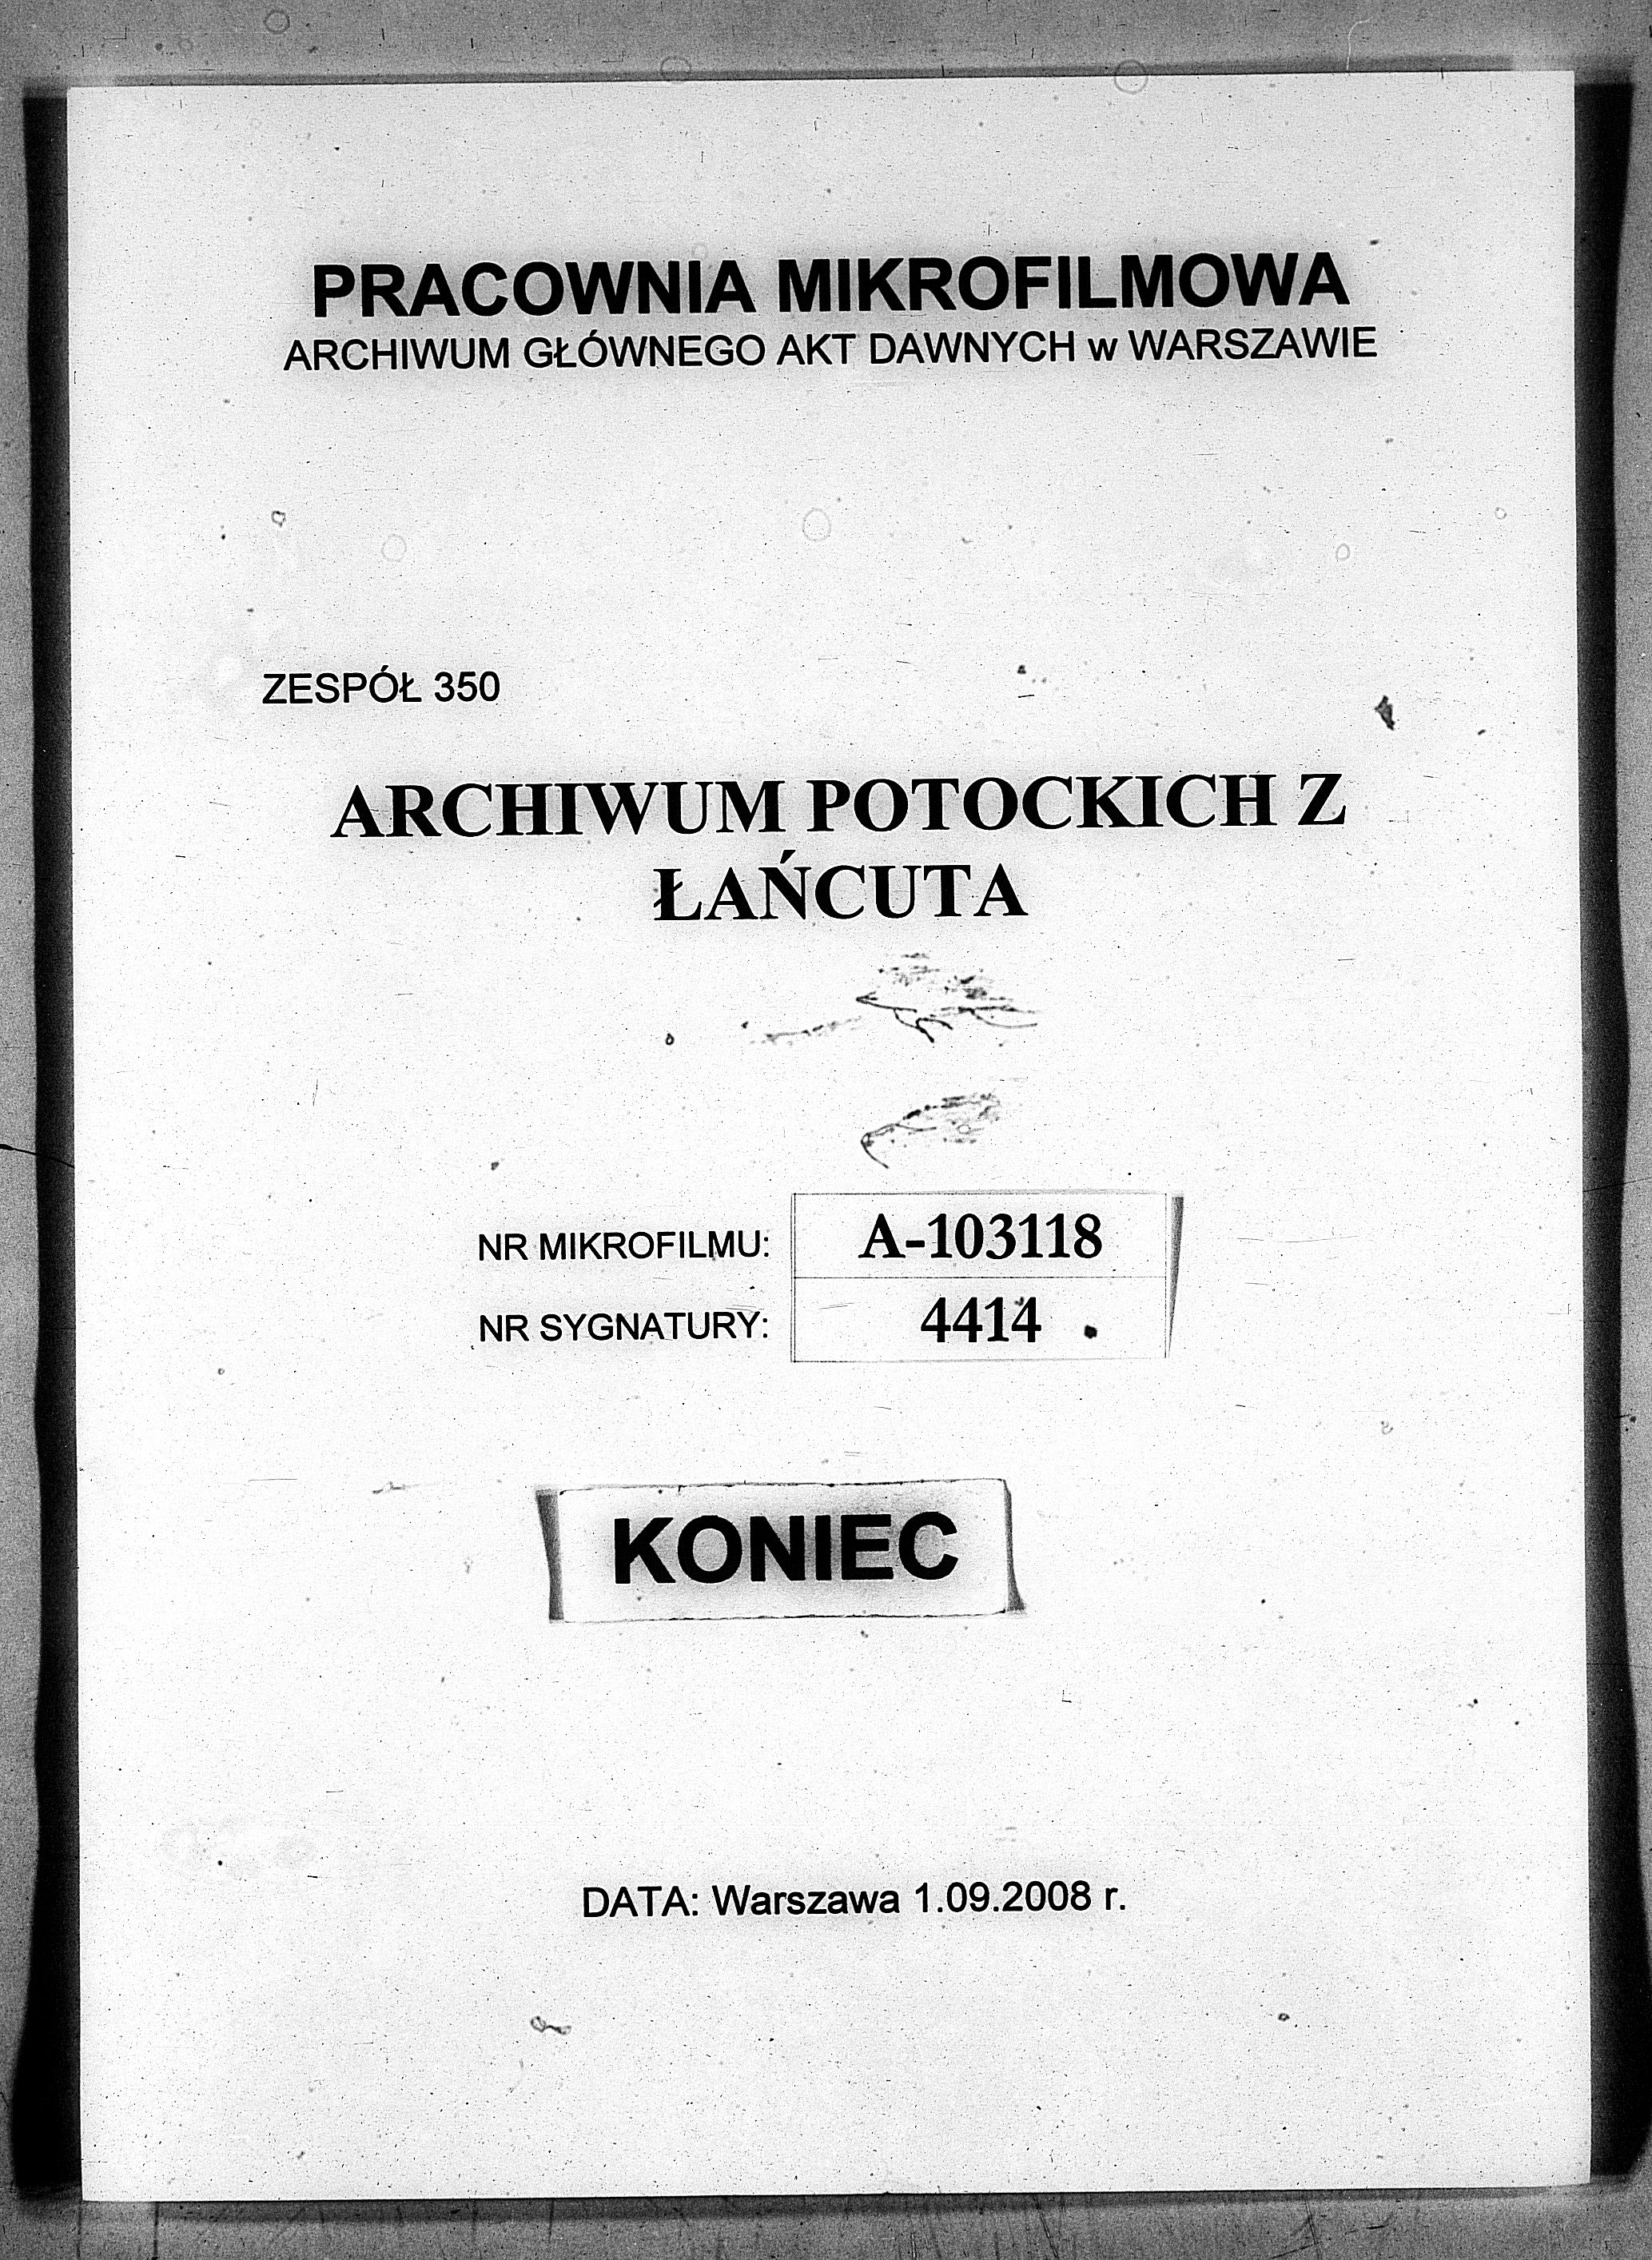 PRACOWNIA MIKROFILMOWA
ARCHIWUM GŁÓWNEGO AKT DAWNYCH w WARSZAWIE
ZESPÓŁ 350
ARCHIWUM POTOCKICH Z
ŁAŃCUTA
NR MIKROFILMU: A-103118
NR SYGNATURY: 4414
KONIEC
DATA: Warszawa 1.09.2008 r.